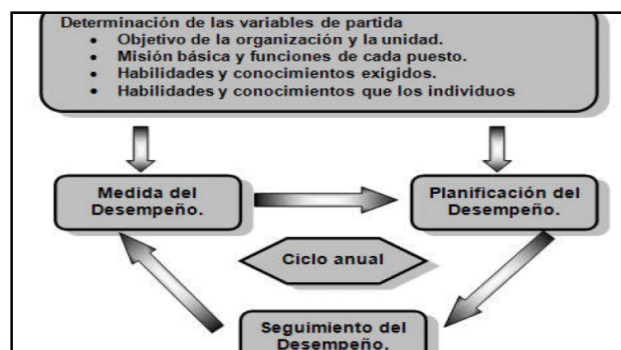 Determinación de las variables de partida
• Objetivo de la organización y la unidad.
• Misión básica y funciones de cada puesto.
• Habilidades y conocimientos exigidos.
• Habilidades y conocimientos que los individuos
Medida del
Desempeño.
Planificación del
Desempeño.
Ciclo anual
Seguimiento del
Desempeño.